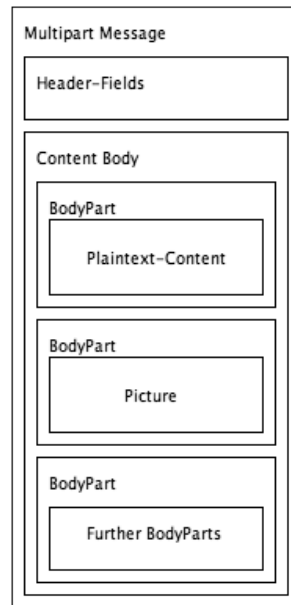 Multipart Message
Header-Fields
Content Body
BodyPart
Plaintext-Content
BodyPart
Picture
BodyPart
Further BodyParts